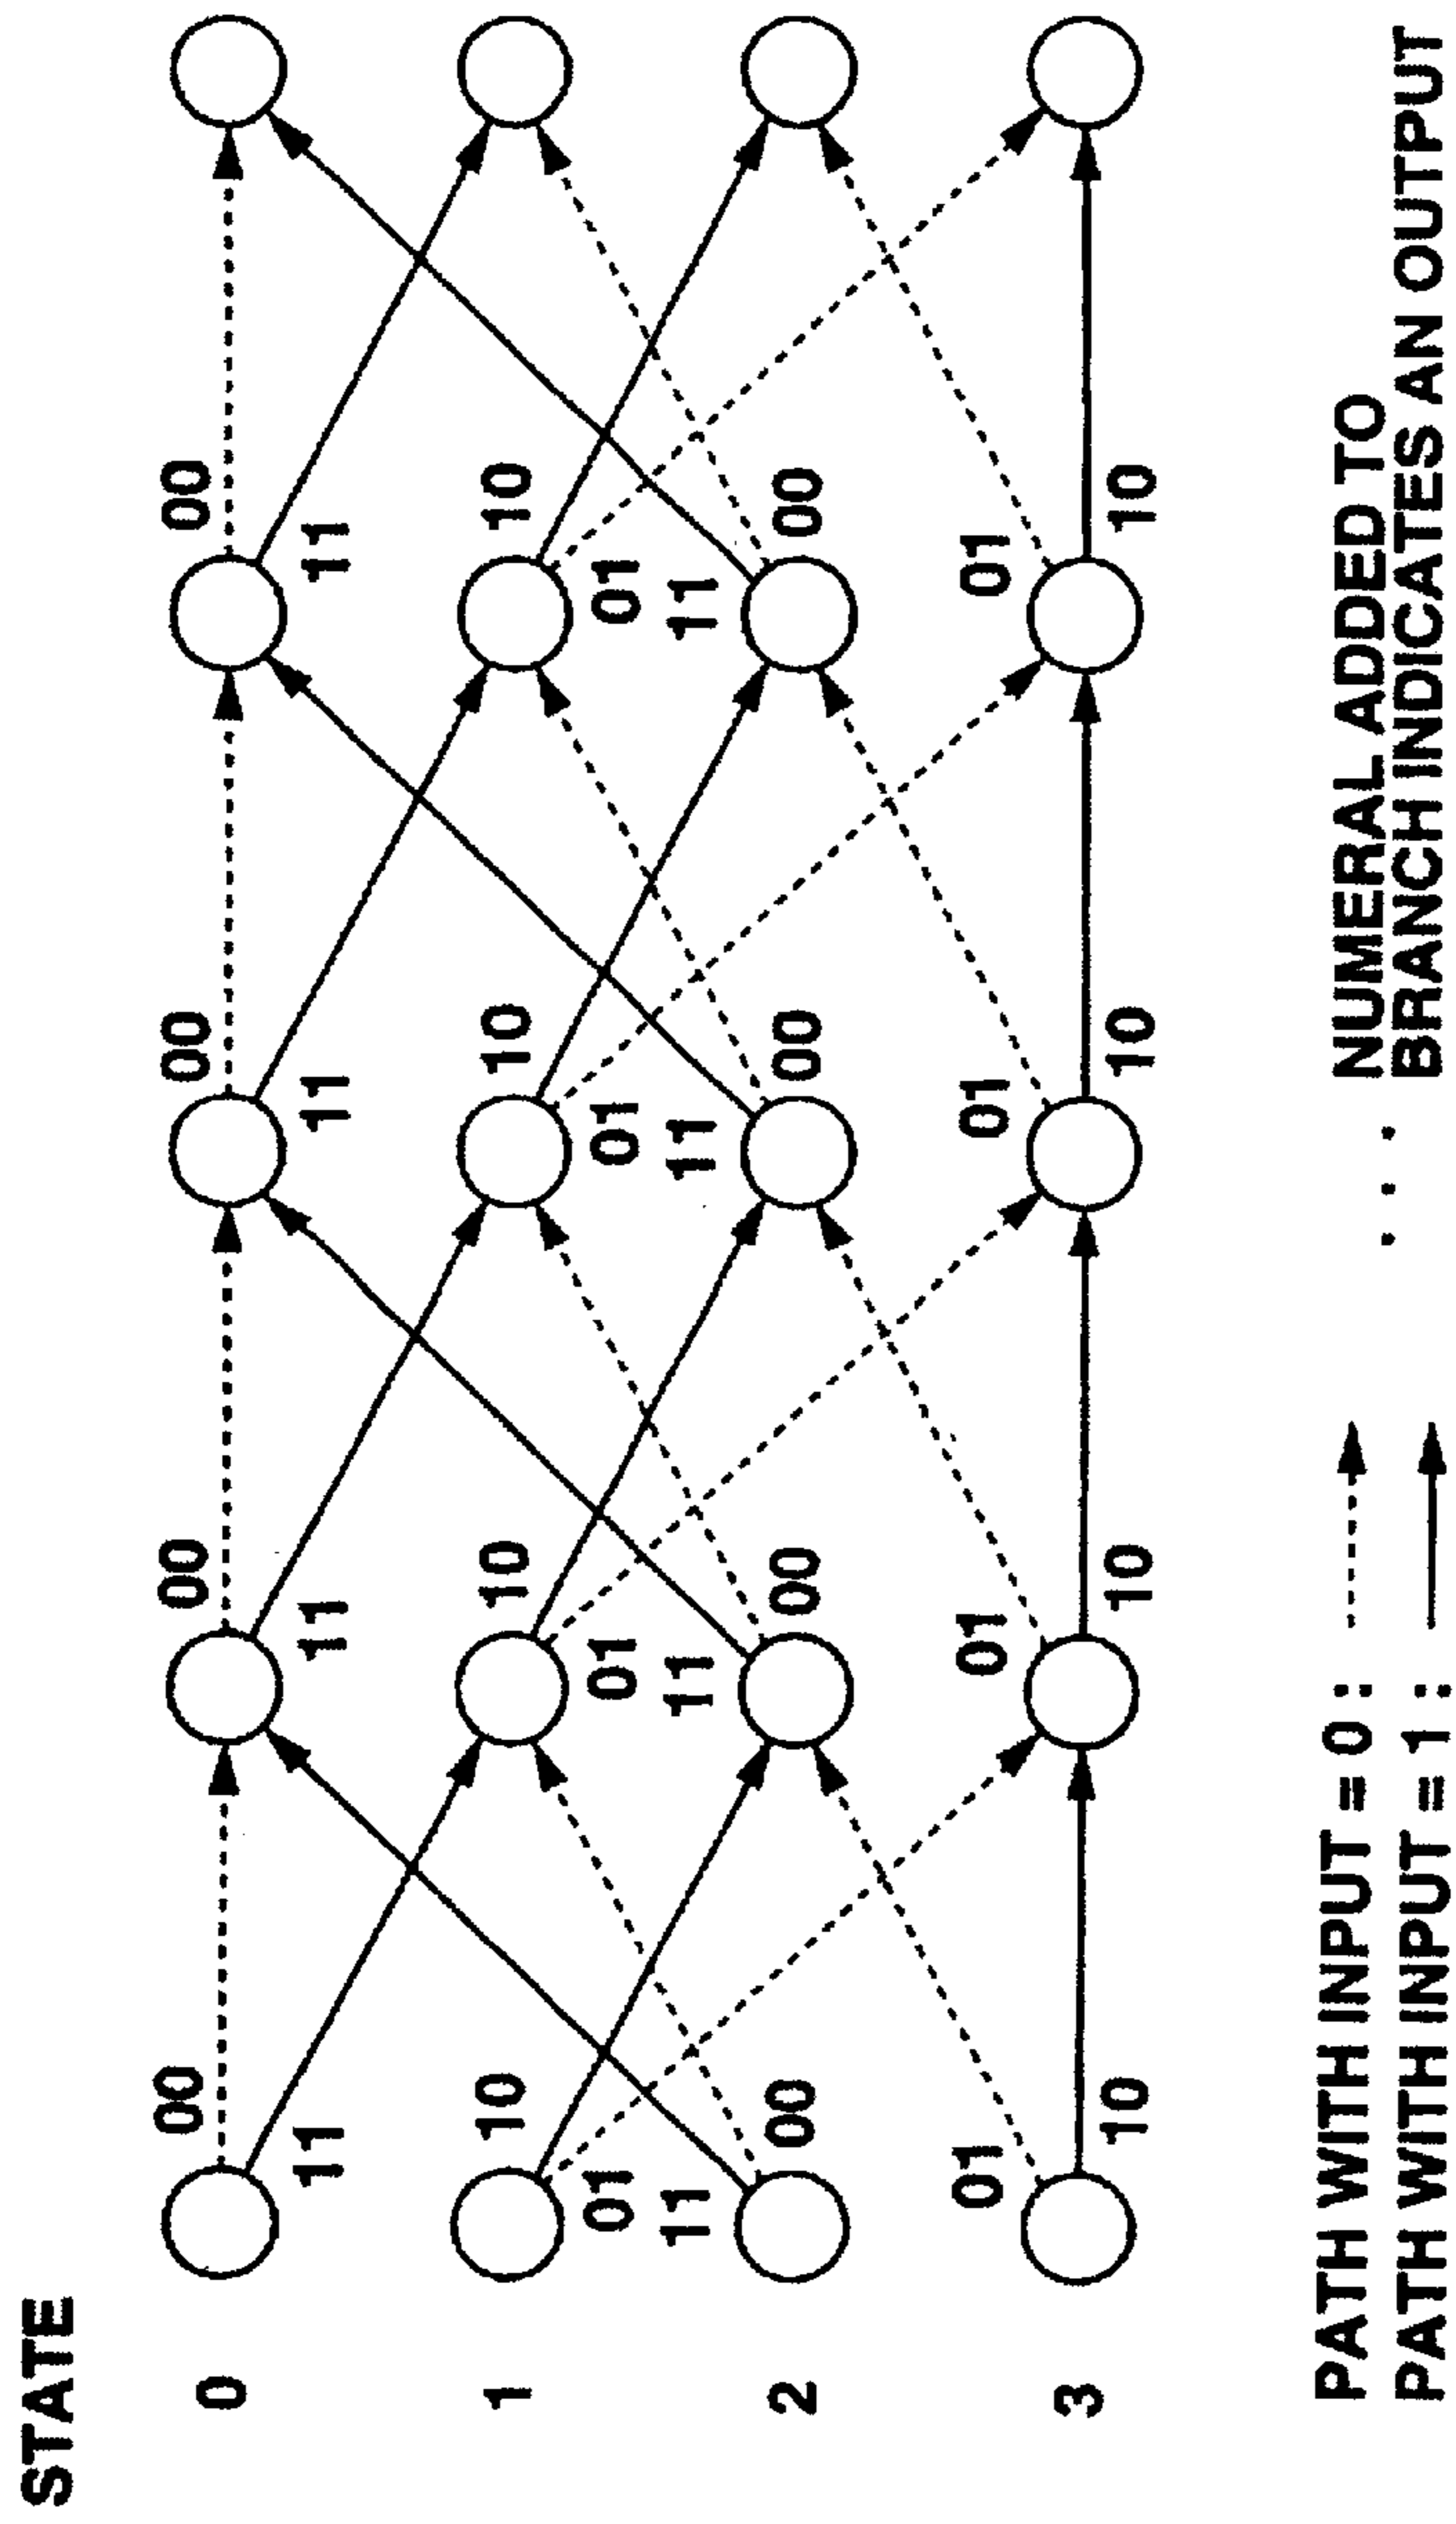 STATE
0 00 00 00 00
11 11 11 11
1 10 10 10 10
01 01 01 01
11 11 11 11
2 00 00 00 00
01 01 01 01
3 10 10 10 10
PATH WITH INPUT = 0 :
PATH WITH INPUT = 1 :
. . . NUMERAL ADDED TO
BRANCH INDICATES AN OUTPUT